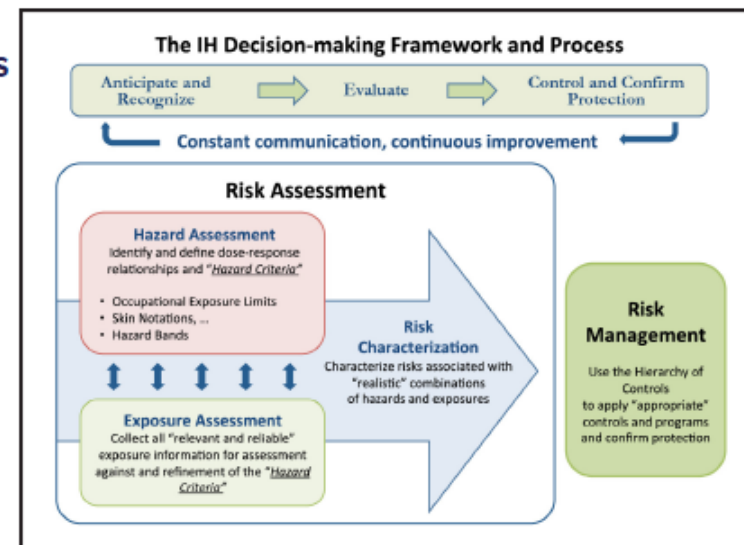 s
The IH Decision-making Framework and Process
Anticipate and
Recognize
Evaluate
Control and Confirm
Protection
Constant communication, continuous improvement
Risk Assessment
Hazard Assessment
Identify and define dose-response
relationships and “Hazard Criteria”
• Occupational Exposure Limits
• Skin Notations, ...
• Hazard Bands
Exposure Assessment
Collect all “relevant and reliable”
exposure information for assessment
against and refinement of the “Hazard
Criteria”
Risk
Characterization
Characterize risks associated with
“realistic” combinations
of hazards and exposures
Risk
Management
Use the Hierarchy of
Controls
to apply “appropriate”
controls and programs
and confirm protection